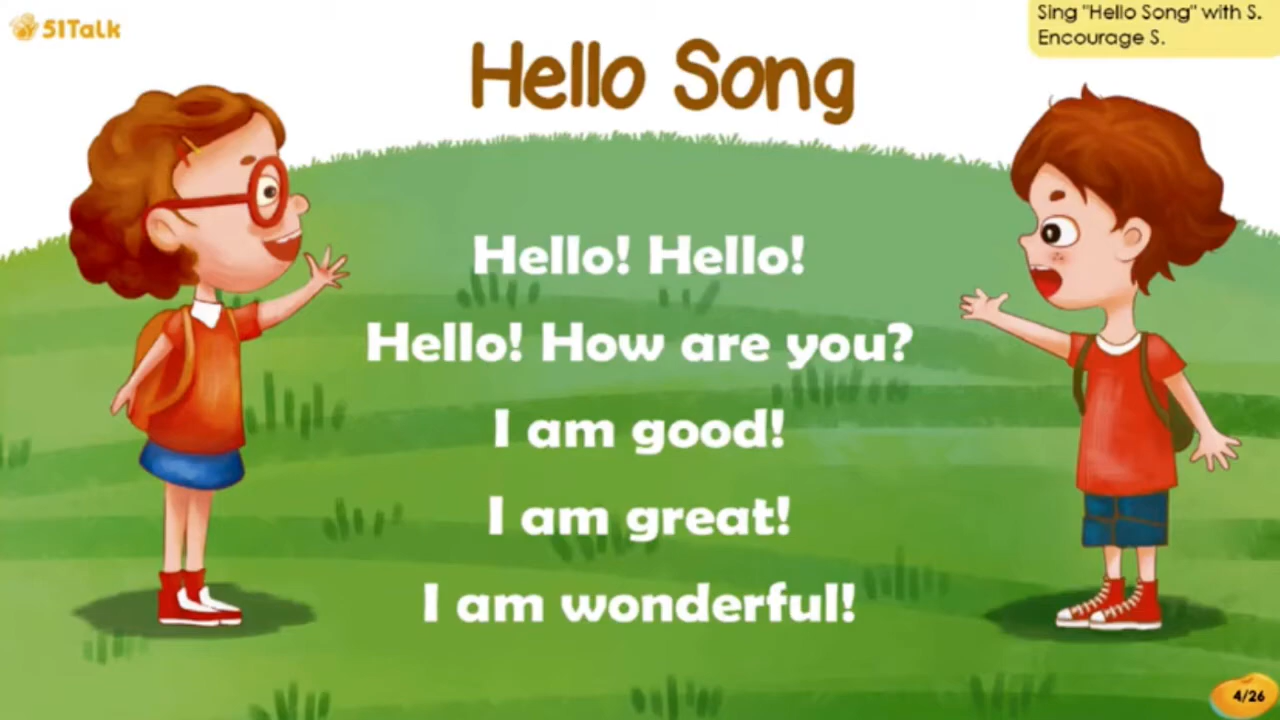 51Talk
Sing "Hello Song" with S.
Encourage S.
Hello Song
Hello! Hello!
Hello! How are you?
I am good!
I am great!
I am wonderful!
4/26